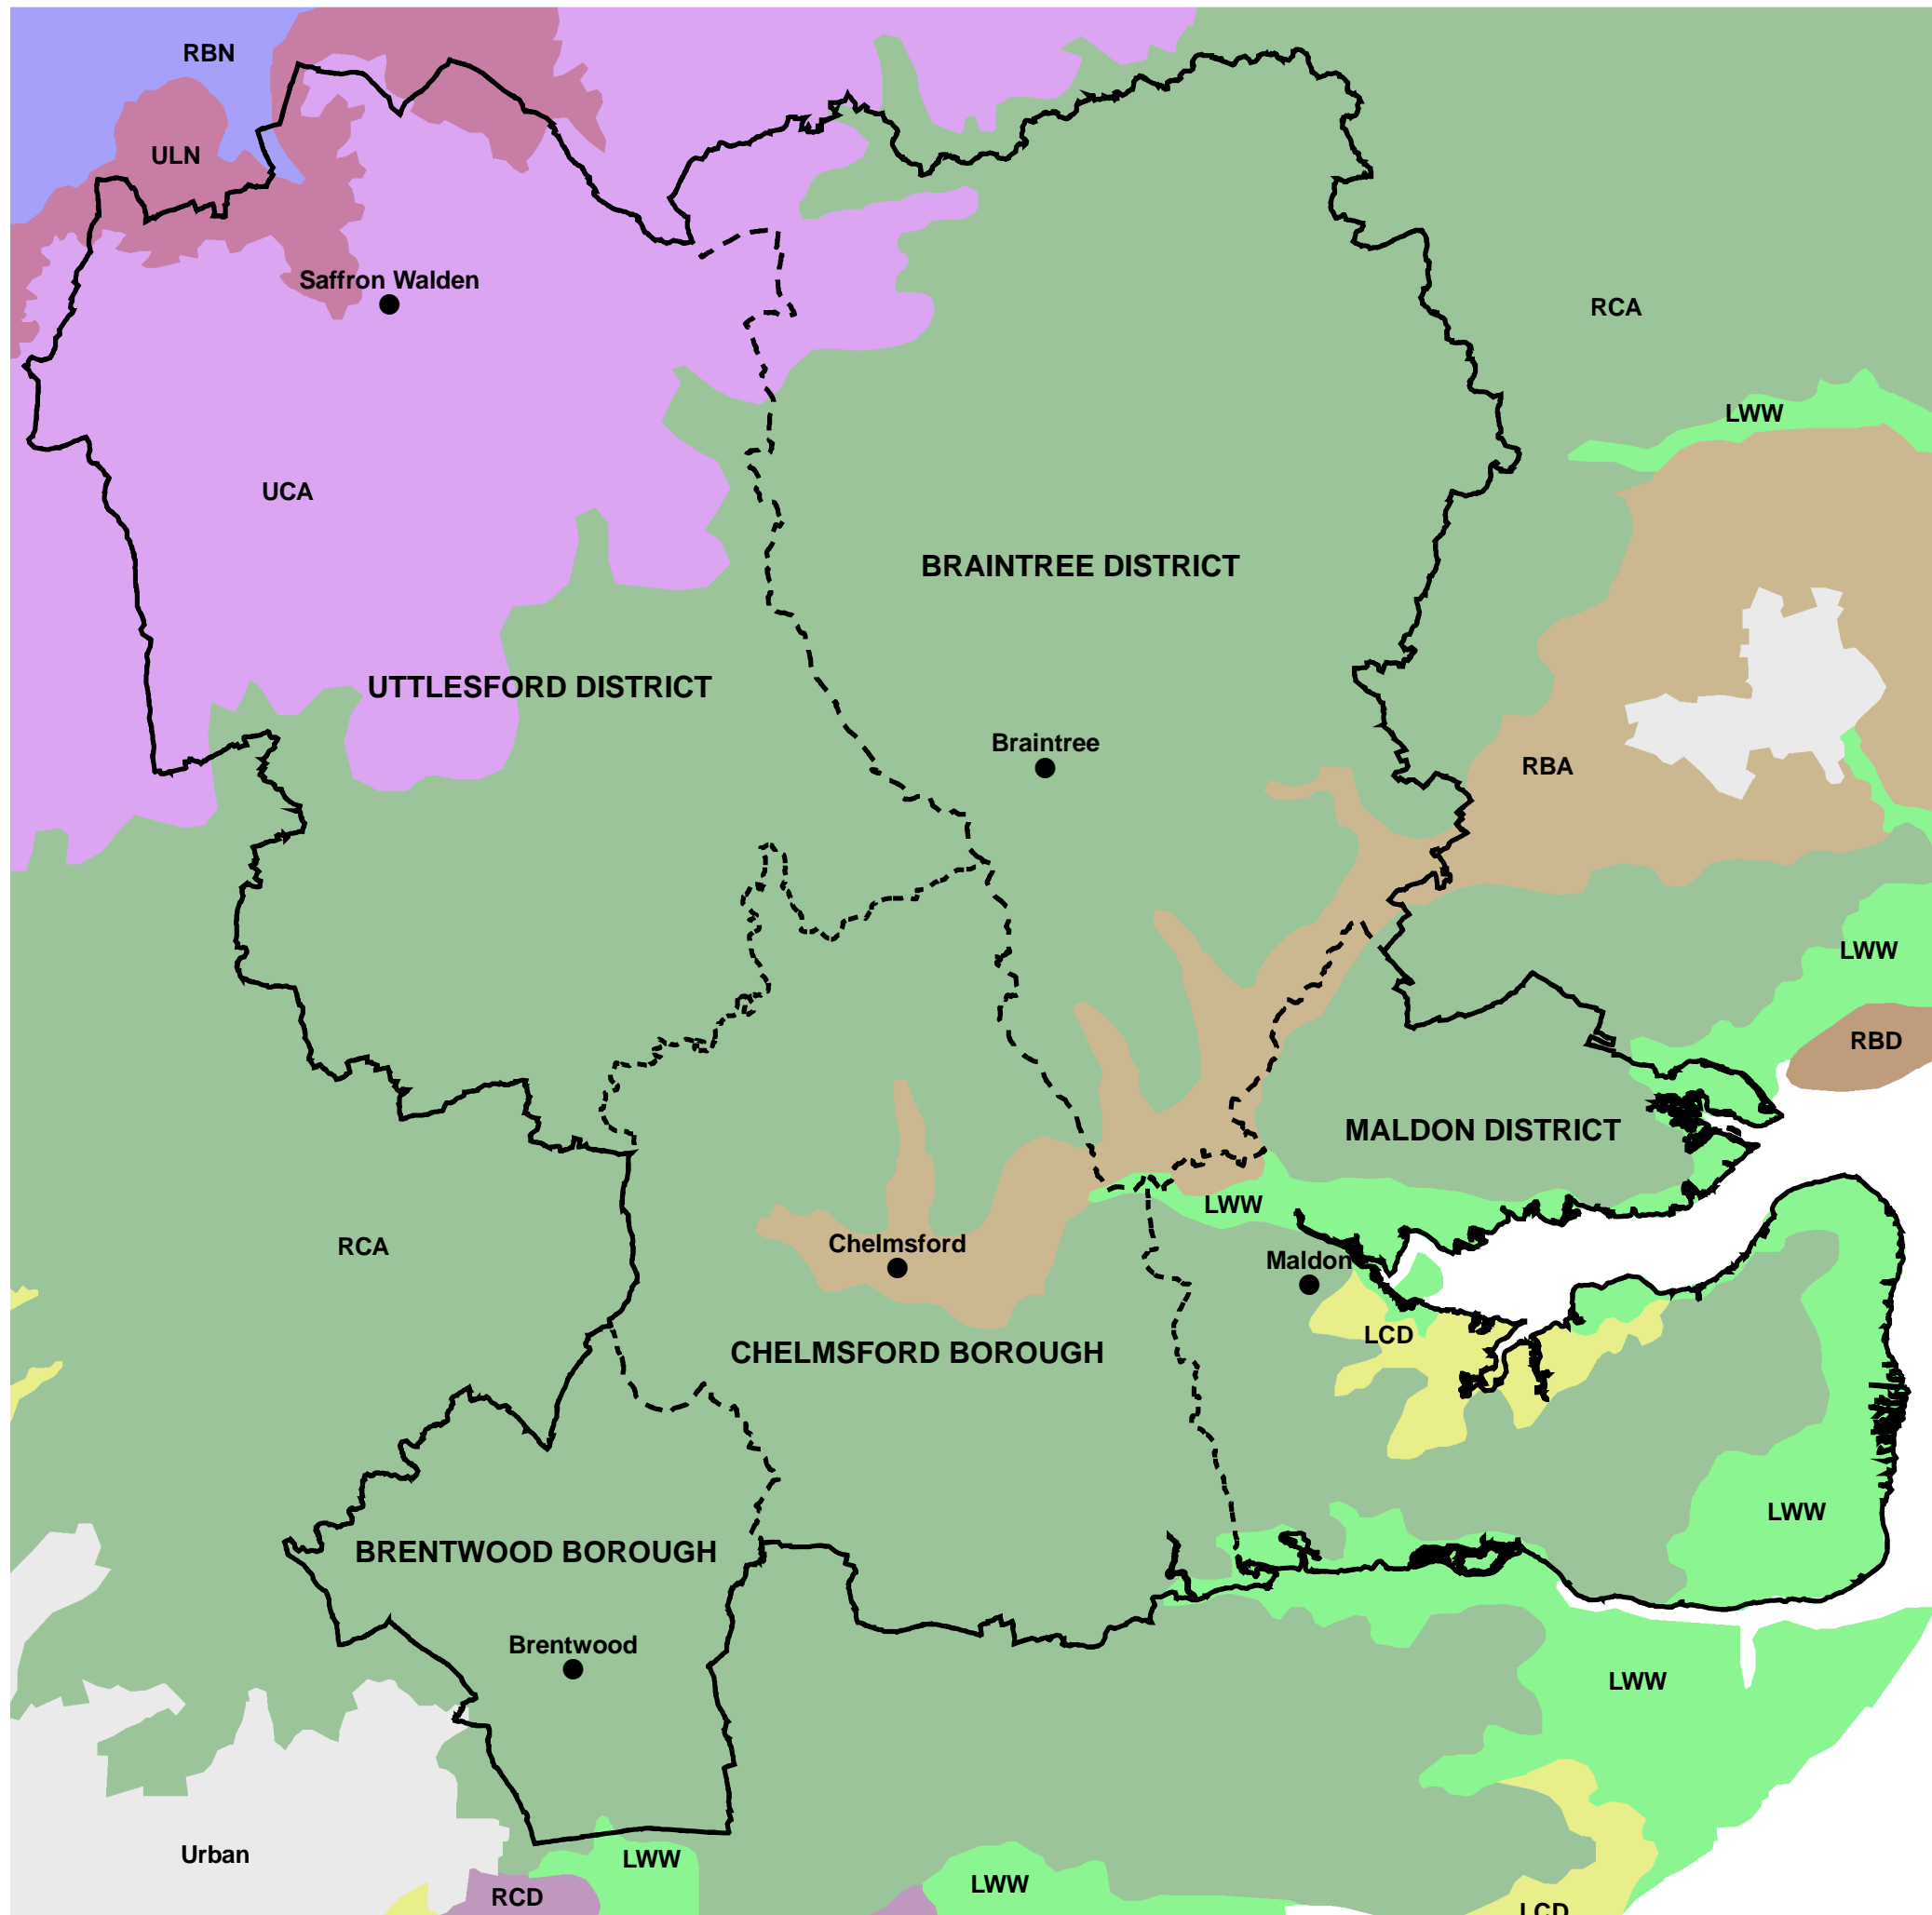 RBN
ULN
Saffron Walden
RCA
LWW
UCA
BRAINTREE DISTRICT
UTTLESFORD DISTRICT
Braintree
RBA
LWW
RBD
MALDON DISTRICT
LWW
RCA
Chelmsford
Maldon
LCD
CHELMSFORD BOROUGH
LWW
BRENTWOOD BOROUGH
Brentwood
LWW
Urban
LWW
RCD
LWW
LCD